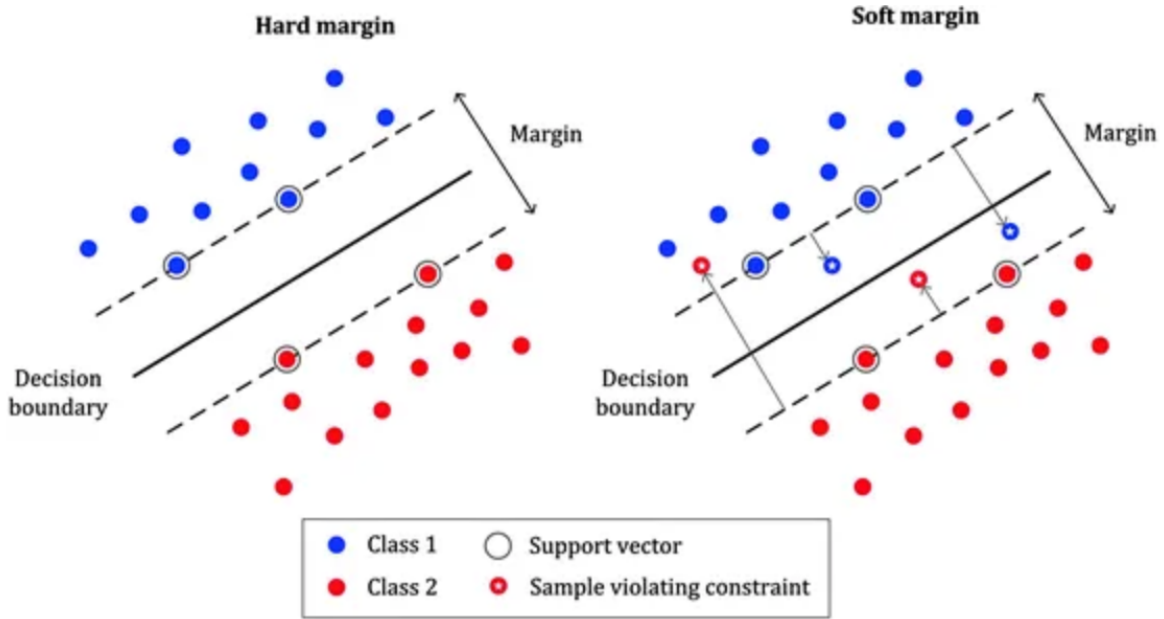 Hard margin
Soft margin
Margin
Margin
Decision
boundary
Decision
boundary
Class 1
Support vector
Class 2
Sample violating constraint